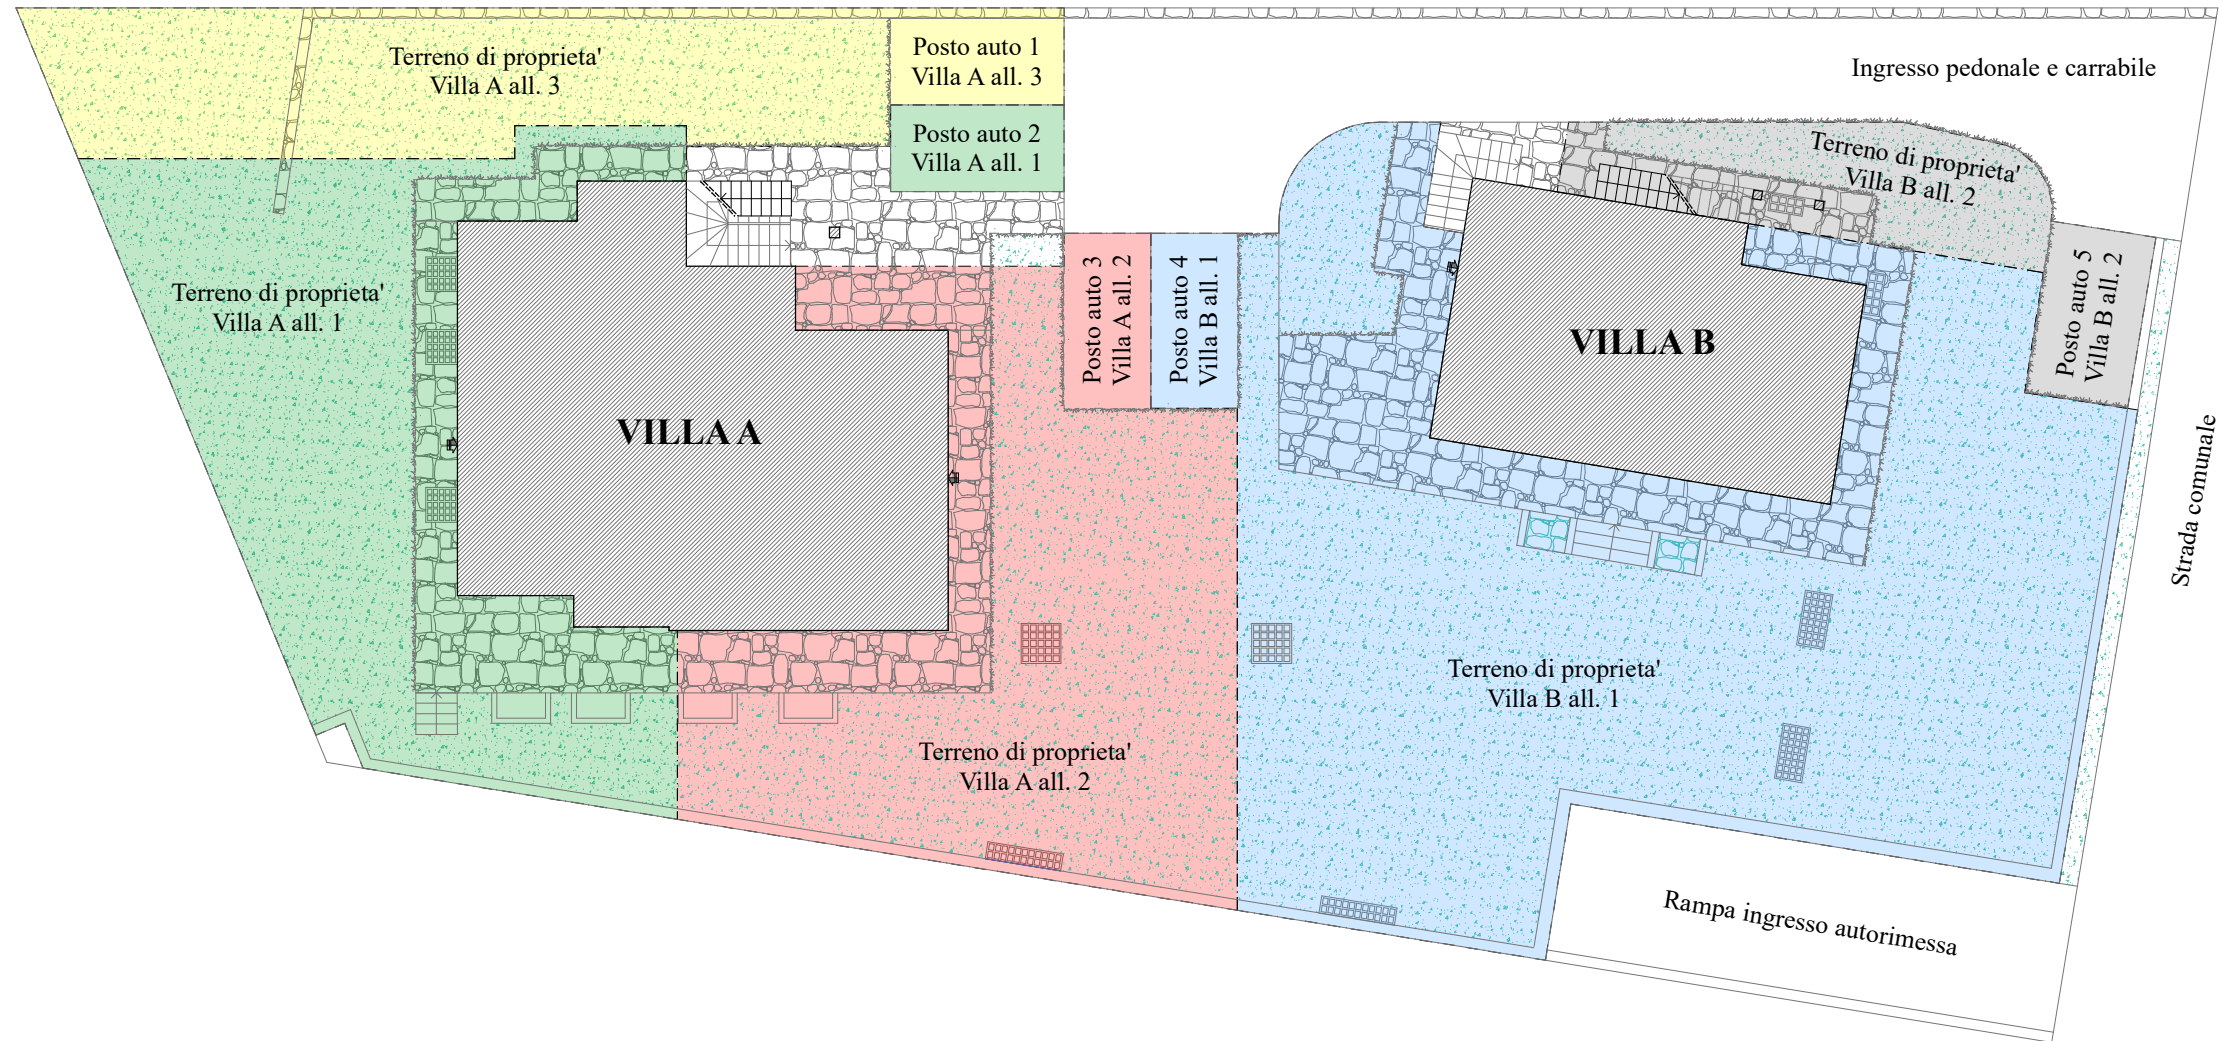 Terreno di proprieta'
Villa A all. 3
Posto auto 1
Villa A all. 3
Posto auto 2
Villa A all. 1
Ingresso pedonale e carrabile
Terreno di proprieta'
Villa B all. 2
Terreno di proprieta'
Villa A all. 1
Posto auto 3
Villa A all. 2
Posto auto 4
Villa B all. 1
Posto auto 5
Villa B all. 2
VILLA A
VILLA B
Strada comunale
Terreno di proprieta'
Villa A all. 2
Terreno di proprieta'
Villa B all. 1
Rampa ingresso autorimessa